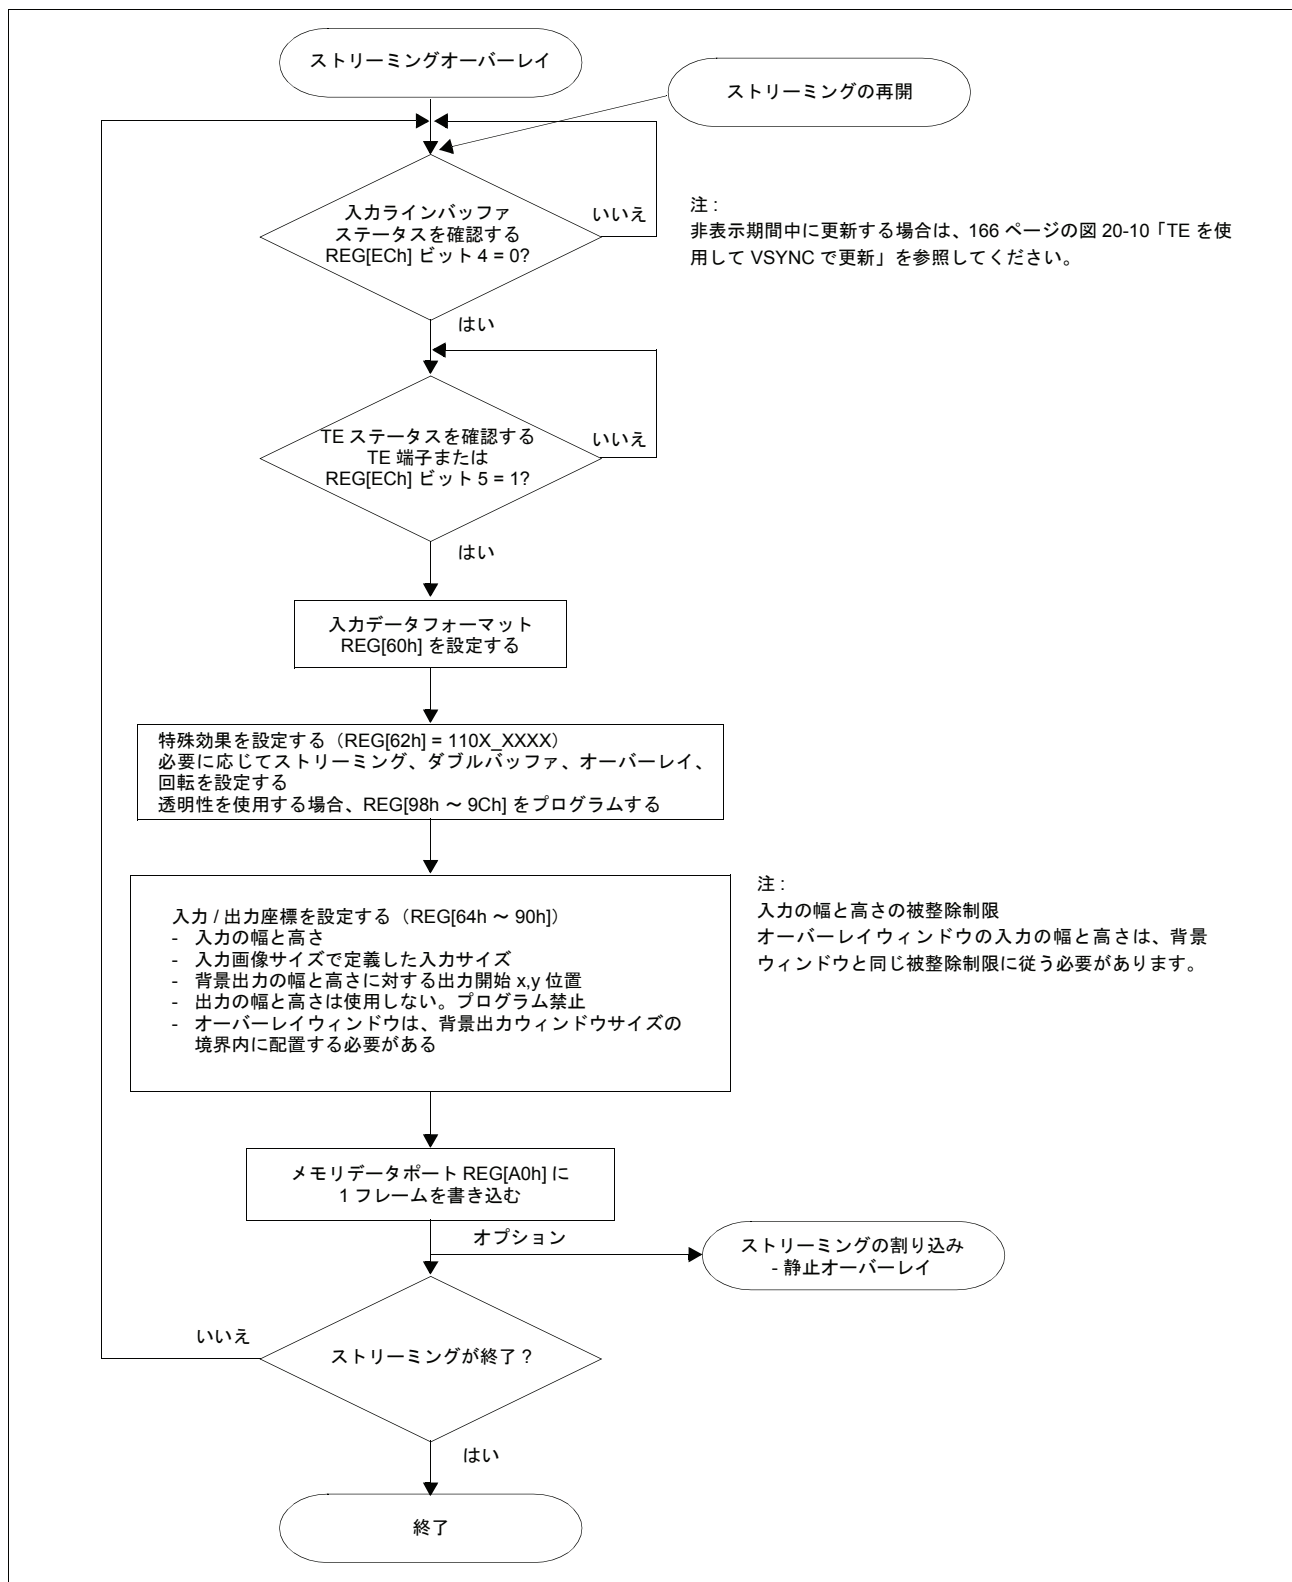 ストリーミングオーバーレイ
ストリーミングの再開
入力ラインバッファ
ステータスを確認する
REG[ECh] ビット 4 = 0?
いいえ
注 :
非表示期間中に更新する場合は、166 ページの図 20-10「TE を使
用して VSYNC で更新」を参照してください。
はい
TE ステータスを確認する
TE 端子または
REG[ECh] ビット 5 = 1?
いいえ
はい
入力データフォーマット
REG[60h] を設定する
特殊効果を設定する（REG[62h] = 110X_XXXX）
必要に応じてストリーミング、ダブルバッファ、オーバーレイ、
回転を設定する
透明性を使用する場合、REG[98h ～ 9Ch] をプログラムする
入力 / 出力座標を設定する（REG[64h ～ 90h]）
- 入力の幅と高さ
- 入力画像サイズで定義した入力サイズ
- 背景出力の幅と高さに対する出力開始 x,y 位置
- 出力の幅と高さは使用しない。プログラム禁止
- オーバーレイウィンドウは、背景出力ウィンドウサイズの
境界内に配置する必要がある
注 :
入力の幅と高さの被整除制限
オーバーレイウィンドウの入力の幅と高さは、背景
ウィンドウと同じ被整除制限に従う必要があります。
メモリデータポート REG[A0h] に
1 フレームを書き込む
オプション
ストリーミングの割り込み
- 静止オーバーレイ
いいえ
ストリーミングが終了？
はい
終了